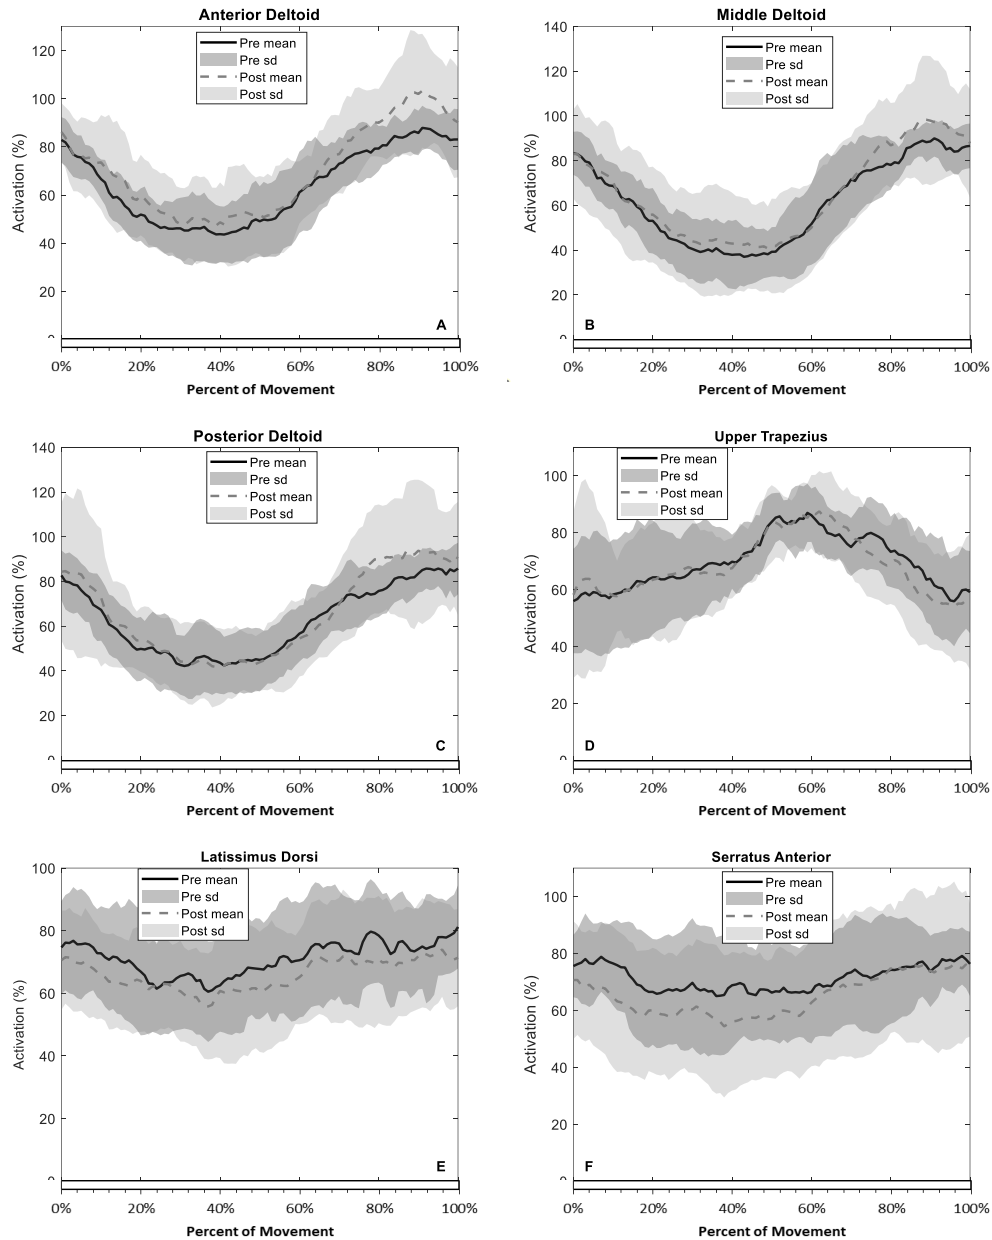 Anterior Deltoid
120
100
80
60
40
20
0
Activation (%)
Pre mean
Pre sd
Post mean
Post sd
A
0% 20% 40% 60% 80% 100%
Percent of Movement
Middle Deltoid
140
120
100
80
60
40
20
0
Activation (%)
Pre mean
Pre sd
Post mean
Post sd
B
0% 20% 40% 60% 80% 100%
Percent of Movement
Posterior Deltoid
140
120
100
80
60
40
20
0
Activation (%)
Pre mean
Pre sd
Post mean
Post sd
C
0% 20% 40% 60% 80% 100%
Percent of Movement
Upper Trapezius
100
80
60
40
20
0
Activation (%)
Pre mean
Pre sd
Post mean
Post sd
D
0% 20% 40% 60% 80% 100%
Percent of Movement
Latissimus Dorsi
100
80
60
40
20
0
Activation (%)
Pre mean
Pre sd
Post mean
Post sd
E
0% 20% 40% 60% 80% 100%
Percent of Movement
Serratus Anterior
100
80
60
40
20
0
Activation (%)
Pre mean
Pre sd
Post mean
Post sd
F
0% 20% 40% 60% 80% 100%
Percent of Movement